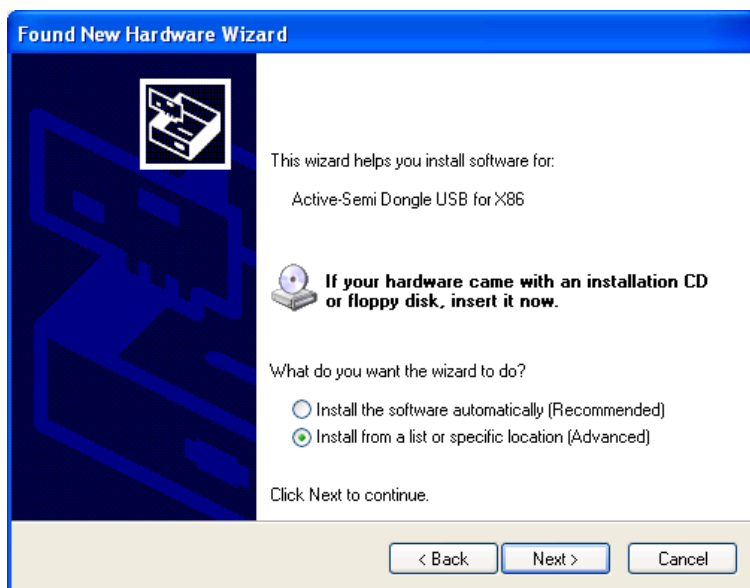 Found New Hardware Wizard
This wizard helps you install software for:
Active-Semi Dongle USB for X86
If your hardware came with an installation CD
or floppy disk, insert it now.
What do you want the wizard to do?
Install the software automatically (Recommended)
Install from a list or specific location (Advanced)
Click Next to continue.
< Back
Next >
Cancel